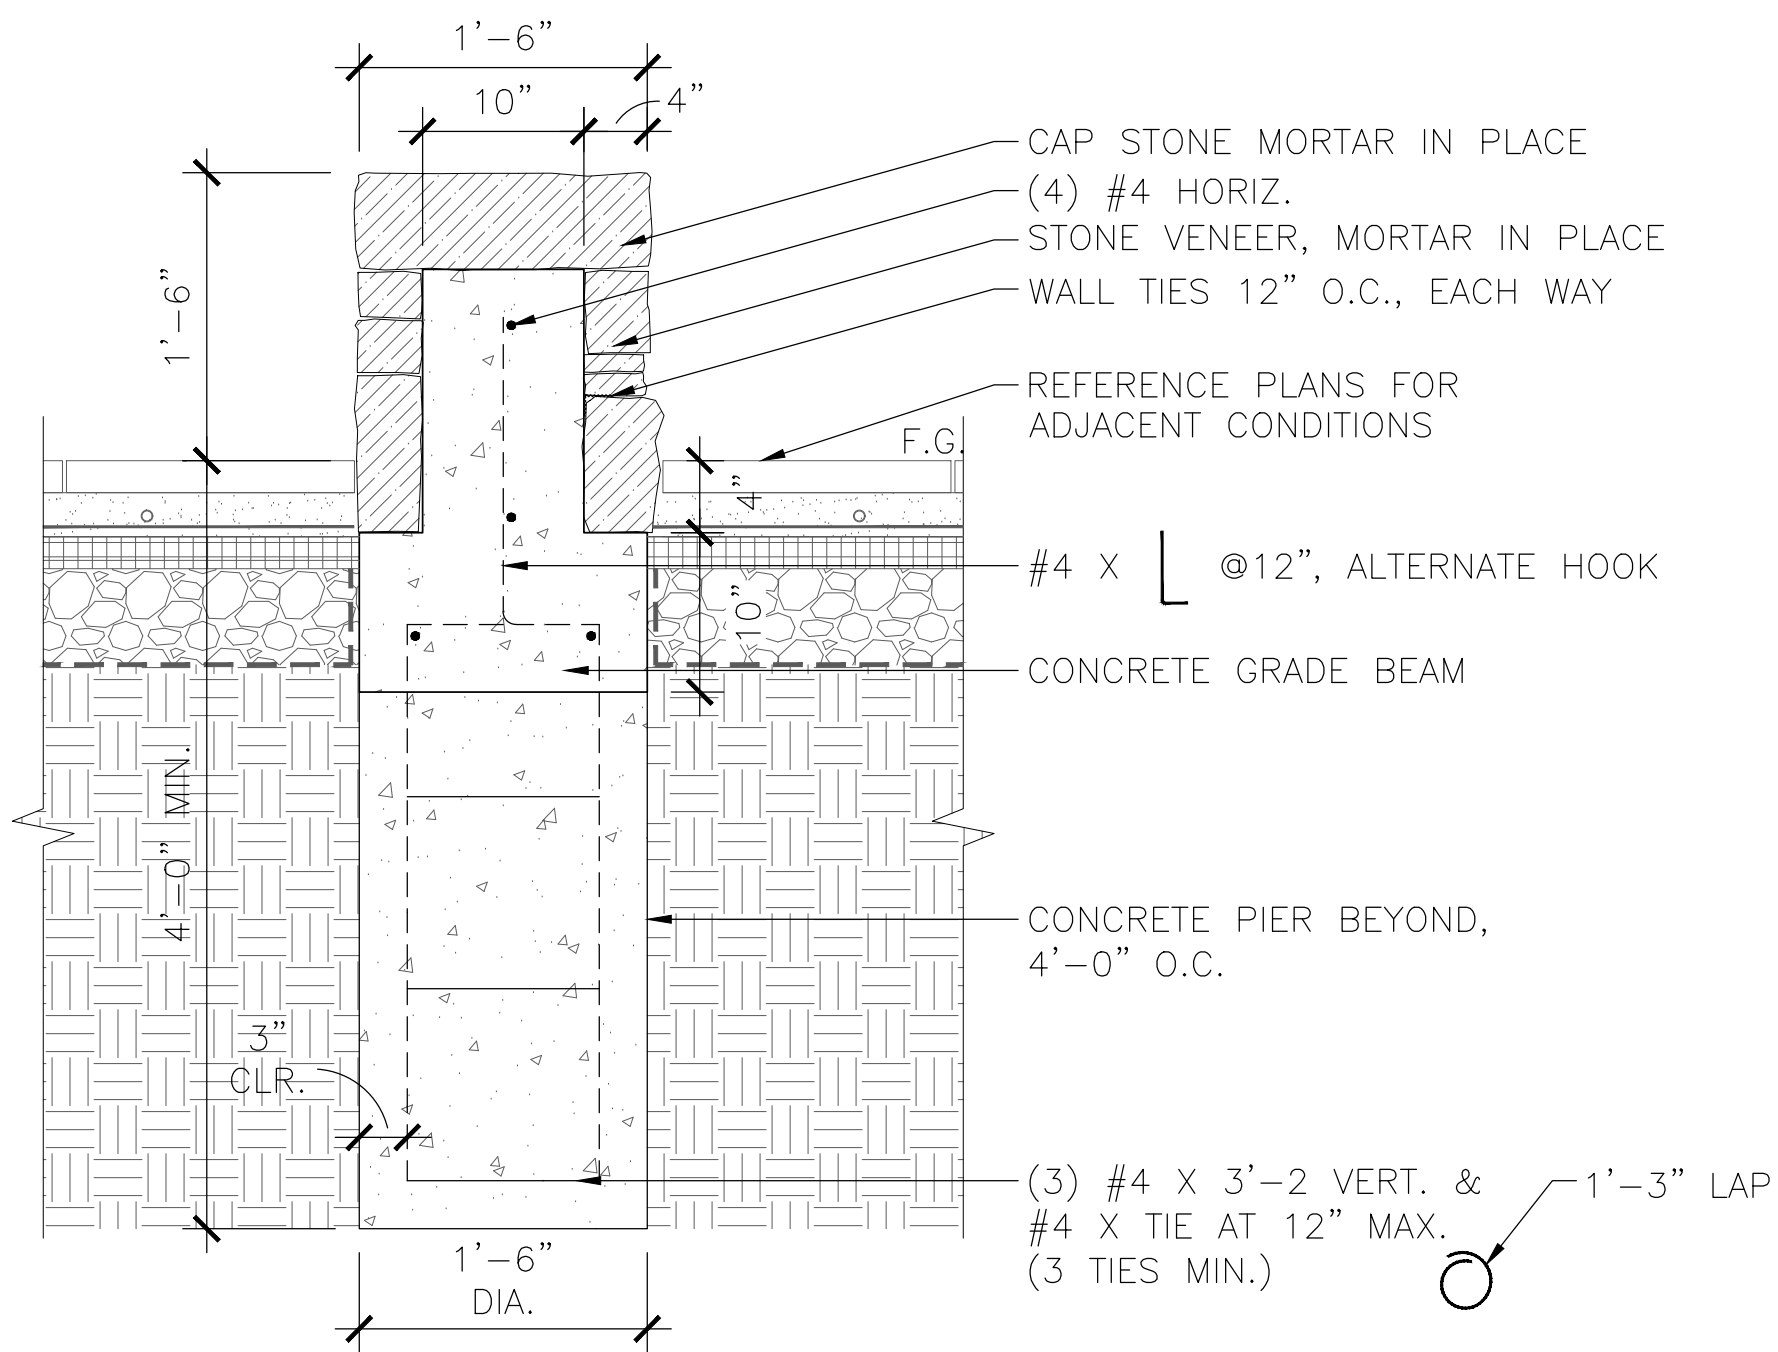 1'-6"
10"
4"
CAP STONE MORTAR IN PLACE
(4) #4 HORIZ.
STONE VENEER, MORTAR IN PLACE
WALL TIES 12" O.C., EACH WAY
1'-6"
REFERENCE PLANS FOR
ADJACENT CONDITIONS
F.G.
4"
#4 X @12", ALTERNATE HOOK
10"
CONCRETE GRADE BEAM
4'-0" MIN.
CONCRETE PIER BEYOND,
4'-0" O.C.
3"
CLR.
(3) #4 X 3'-2 VERT. &
#4 X TIE AT 12" MAX.
(3 TIES MIN.)
1'-3" LAP
1'-6"
DIA.